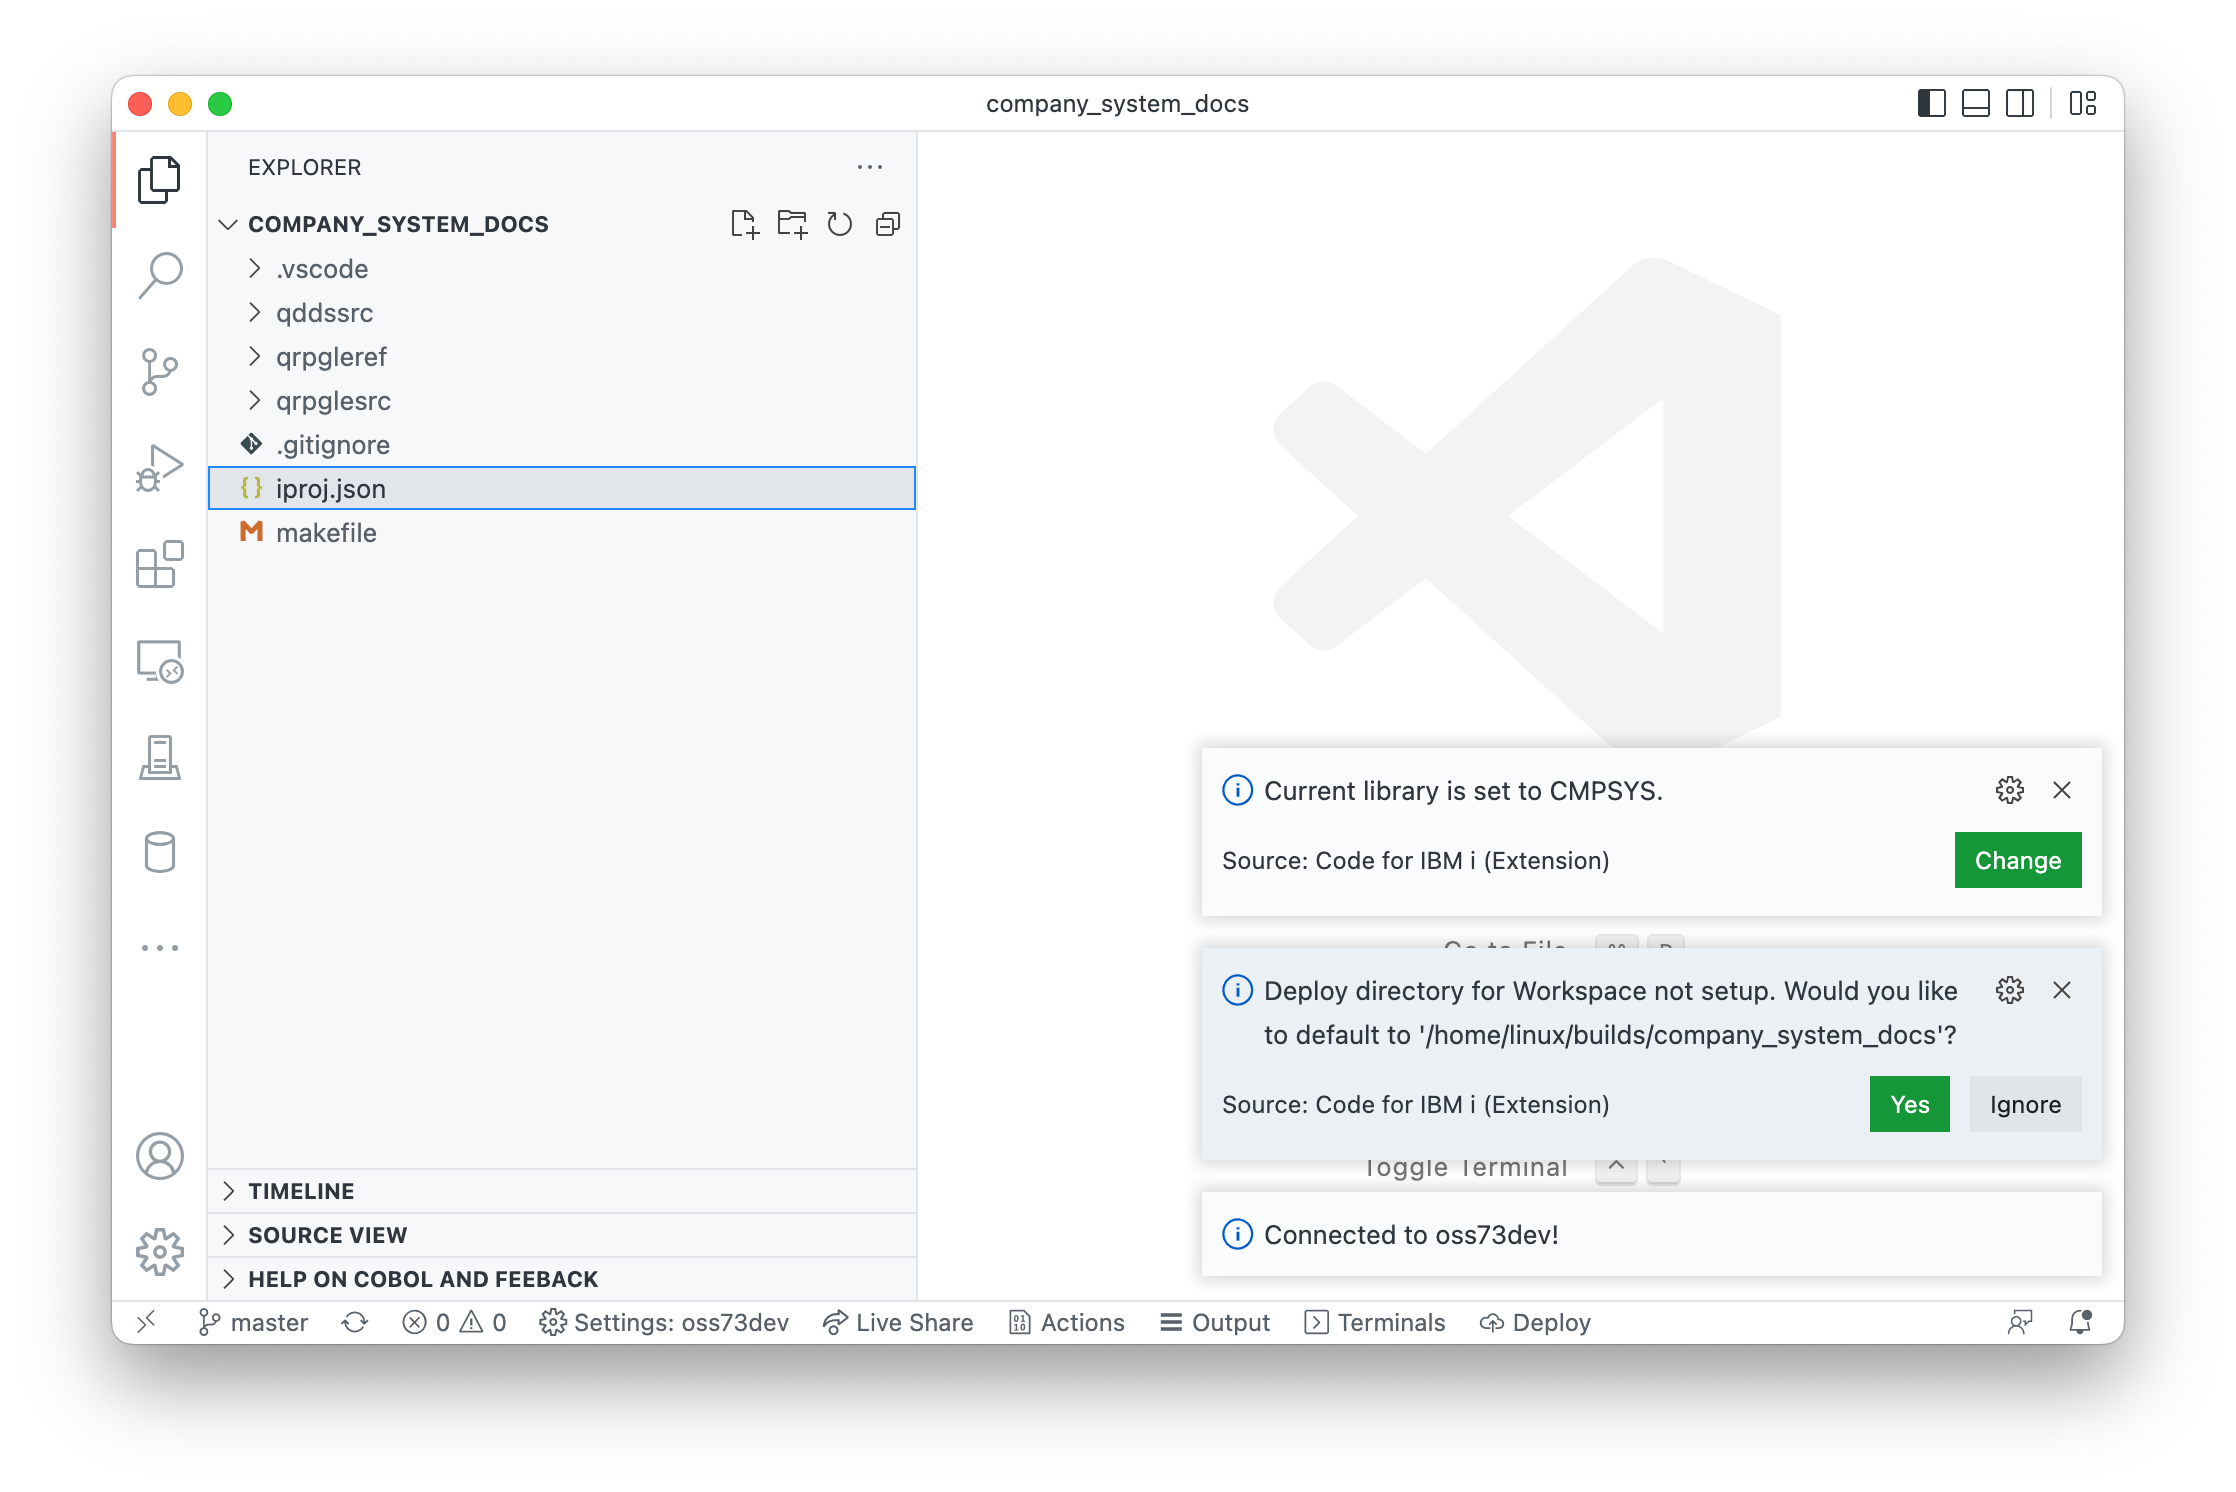 company_system_docs
EXPLORER
COMPANY_SYSTEM_DOCS
.vscode
qddssrc
qrpgleref
qrpglesrc
.gitignore
iproj.json
makefile
Current library is set to CMPSYS.
Source: Code for IBM i (Extension)
Change
Go to File
Deploy directory for Workspace not setup. Would you like
to default to '/home/linux/builds/company_system_docs'?
Source: Code for IBM i (Extension)
Yes
Ignore
Toggle Terminal
Connected to oss73dev!
TIMELINE
SOURCE VIEW
HELP ON COBOL AND FEEBACK
master 0 0 Settings: oss73dev Live Share Actions Output Terminals Deploy